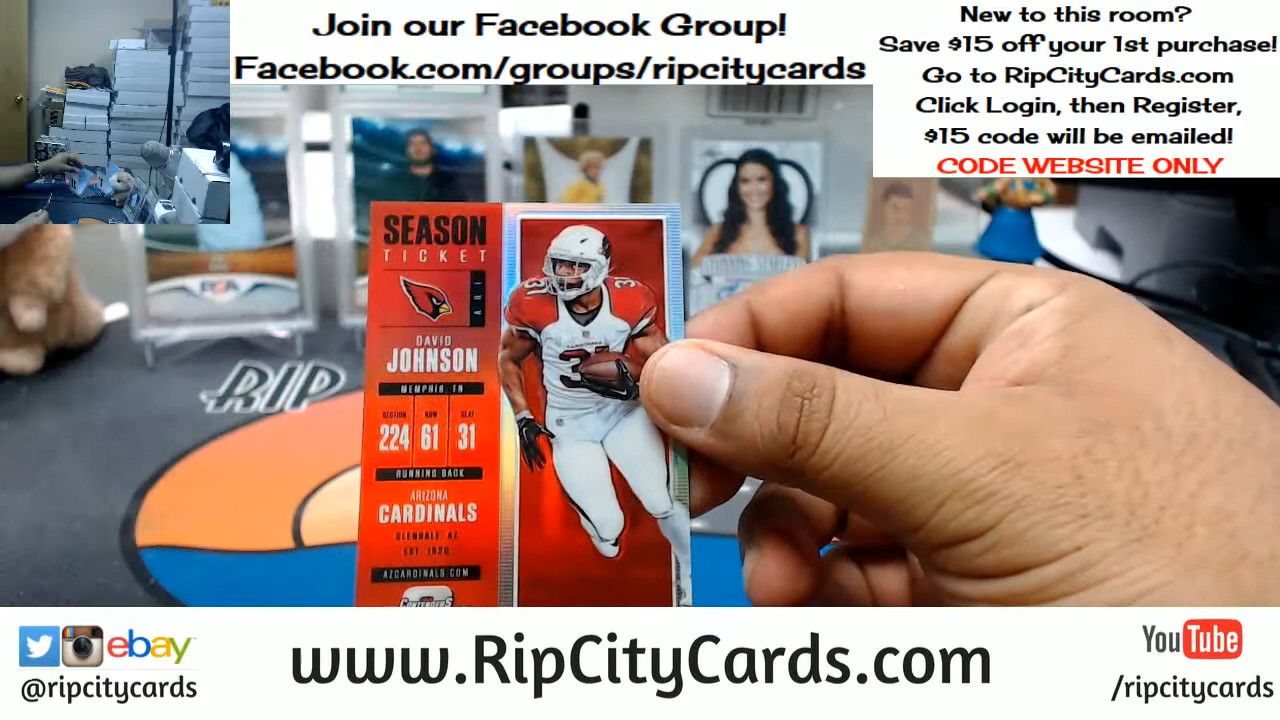 Join our Facebook Group!
Facebook.com/groups/ripcitycards
New to this room?
Save $15 off your 1st purchase!
Go to RipCityCards.com
Click Login, then Register,
$15 code will be emailed!
CODE WEBSITE ONLY
RIP
SEASON
TICKET
ARI
DAVID
JOHNSON
MEMPHIS, TN
SECTION ROW SEAT
224 61 31
RUNNING BACK
ARIZONA
CARDINALS
GLENDALE, AZ
EST. 1920
AZCARDINALS.COM
CONTENDERS
31
31
ebay
@ripcitycards
www.RipCityCards.com
YouTube
/ripcitycards